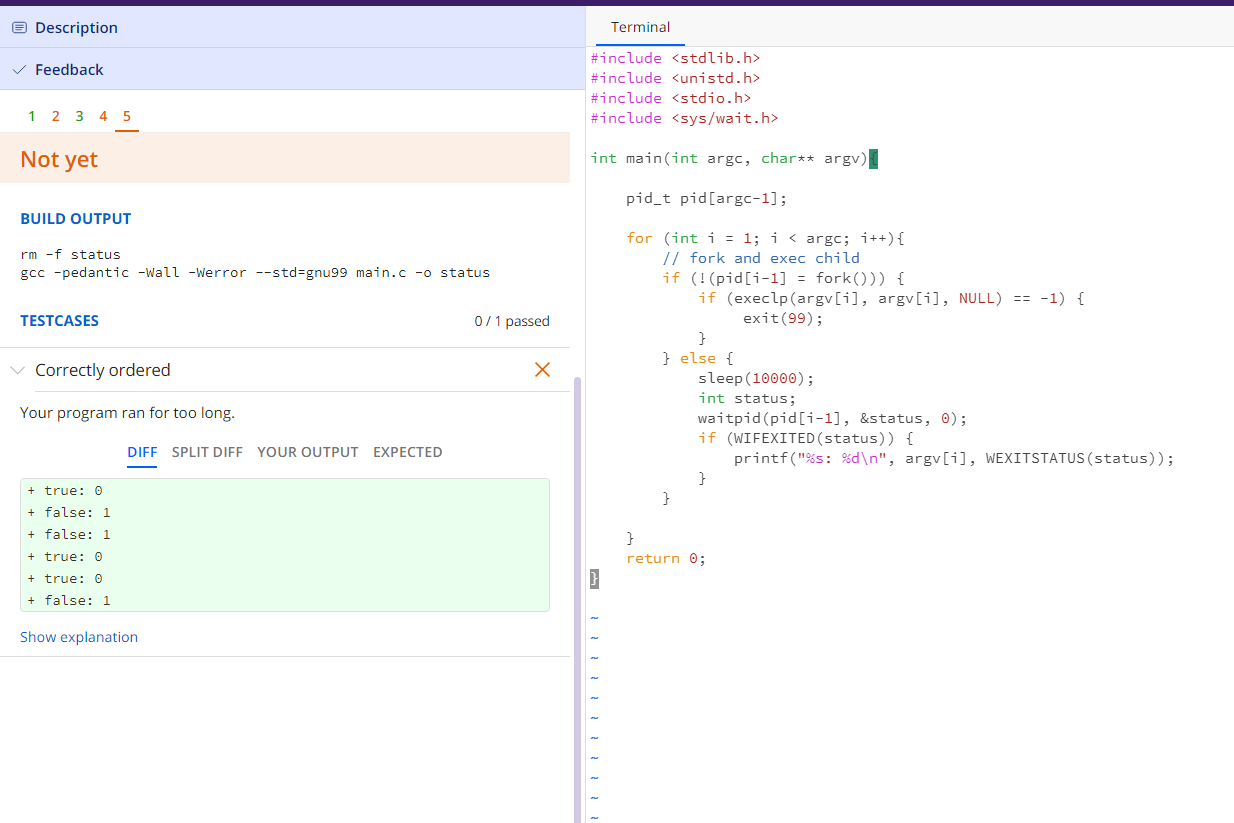 Description
Feedback
1 2 3 4 5
Not yet
BUILD OUTPUT
rm -f status
gcc -pedantic -Wall -Werror --std=gnu99 main.c -o status
TESTCASES 0 / 1 passed
Correctly ordered
Your program ran for too long.
DIFF SPLIT DIFF YOUR OUTPUT EXPECTED
+ true: 0
+ false: 1
+ false: 1
+ true: 0
+ true: 0
+ false: 1
Show explanation
Terminal
#include <stdlib.h>
#include <unistd.h>
#include <stdio.h>
#include <sys/wait.h>
int main(int argc, char** argv){
    pid_t pid[argc-1];
    for (int i = 1; i < argc; i++){
        // fork and exec child
        if (!(pid[i-1] = fork())) {
            if (execlp(argv[i], argv[i], NULL) == -1) {
                 exit(99);
            }
        } else {
            sleep(10000);
            int status;
            waitpid(pid[i-1], &status, 0);
            if (WIFEXITED(status)) {
                printf("%s: %d\n", argv[i], WEXITSTATUS(status));
            }
        }
    }
    return 0;
}
~
~
~
~
~
~
~
~
~
~
~